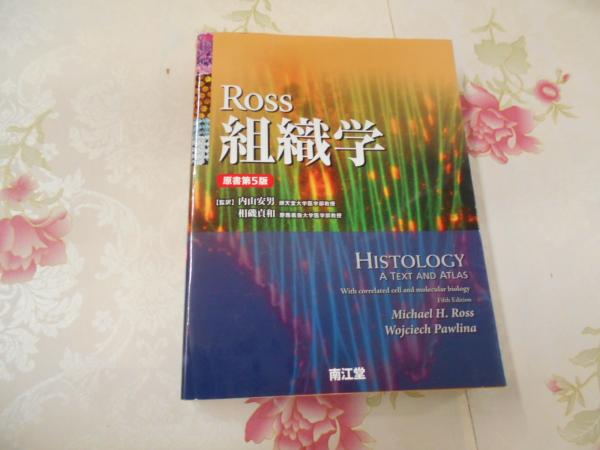 Ross
組織学
原書第5版
【監訳】内山安男 順天堂大学医学部教授
相磯貞和 慶應義塾大学医学部教授
HISTOLOGY
A TEXT AND ATLAS
With correlated cell and molecular biology
Fifth Edition
Michael H. Ross
Wojciech Pawlina
南江堂